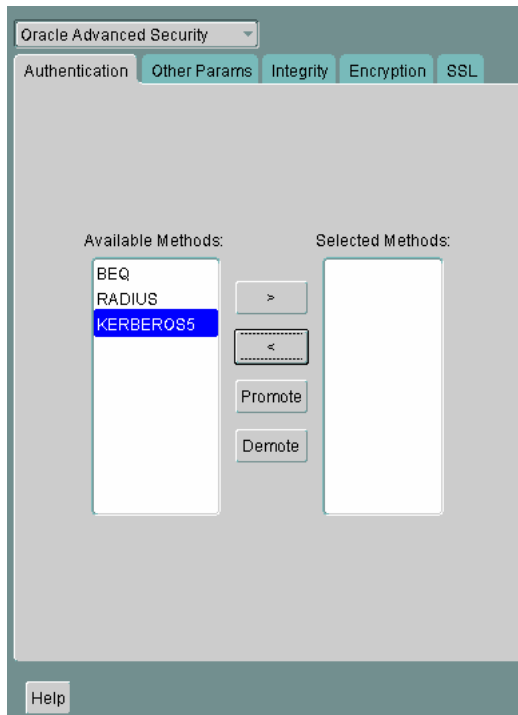 Oracle Advanced Security
Authentication Other Params Integrity Encryption SSL
Available Methods: Selected Methods:
BEQ
RADIUS
>
KERBEROS5
<
Promote
Demote
Help